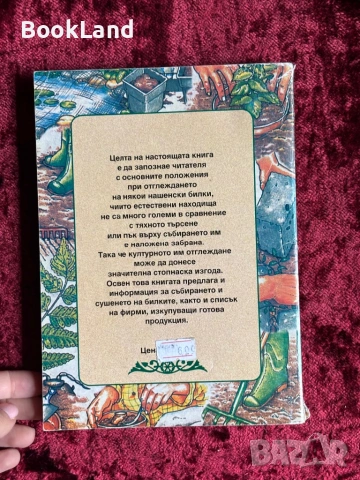 BookLand
Целта на настоящата книга
е да запознае читателя
с основните положения
при отглеждането
на някои нашенски билки,
чиито естествени находища
не са много големи в сравнение
с тяхното търсене
или пък върху събирането им
е наложена забрана.
Така че културното им отглеждане
може да донесе
значителна стопанска изгода.
Освен това книгата предлага и
информация за събирането и
сушенето на билките, както и списък
на фирми, изкупуващи готова
продукция.
Цена
BAZAR